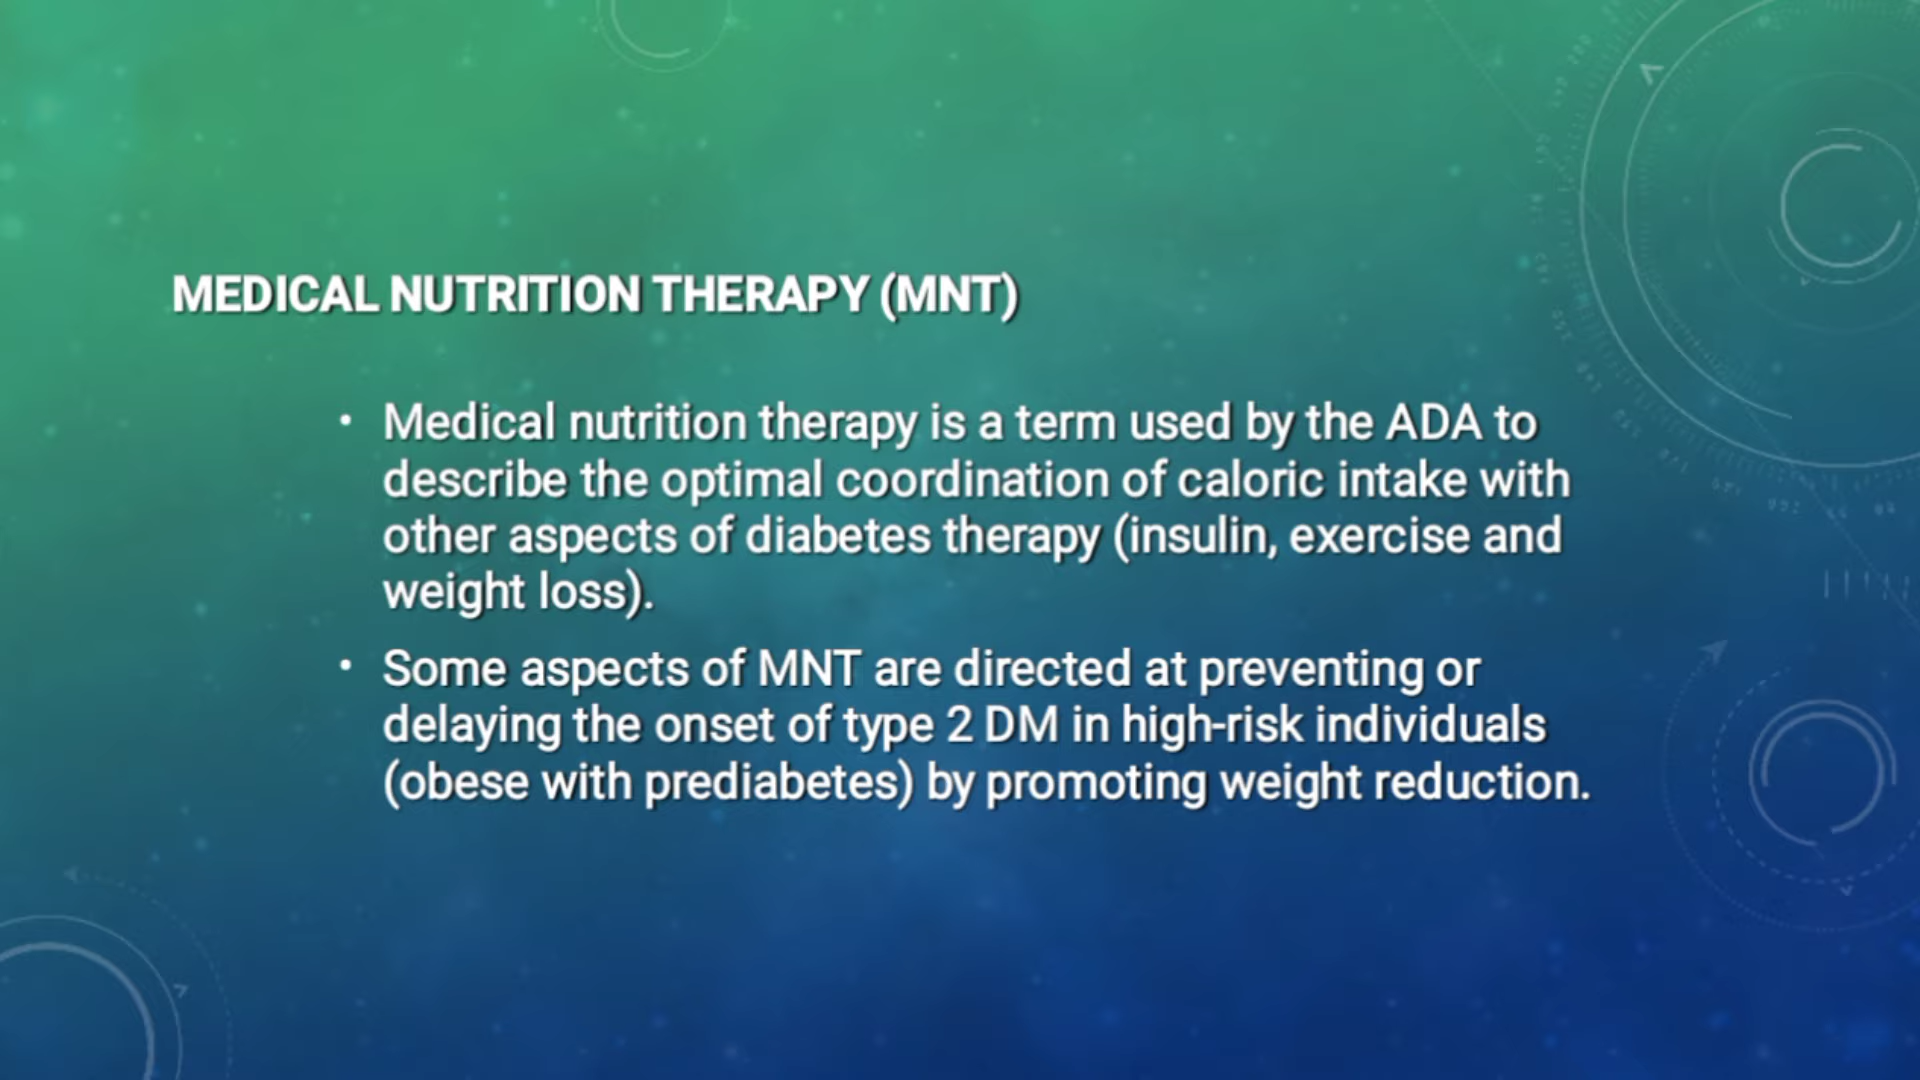 MEDICAL NUTRITION THERAPY (MNT)
• Medical nutrition therapy is a term used by the ADA to
describe the optimal coordination of caloric intake with
other aspects of diabetes therapy (insulin, exercise and
weight loss).
• Some aspects of MNT are directed at preventing or
delaying the onset of type 2 DM in high-risk individuals
(obese with prediabetes) by promoting weight reduction.